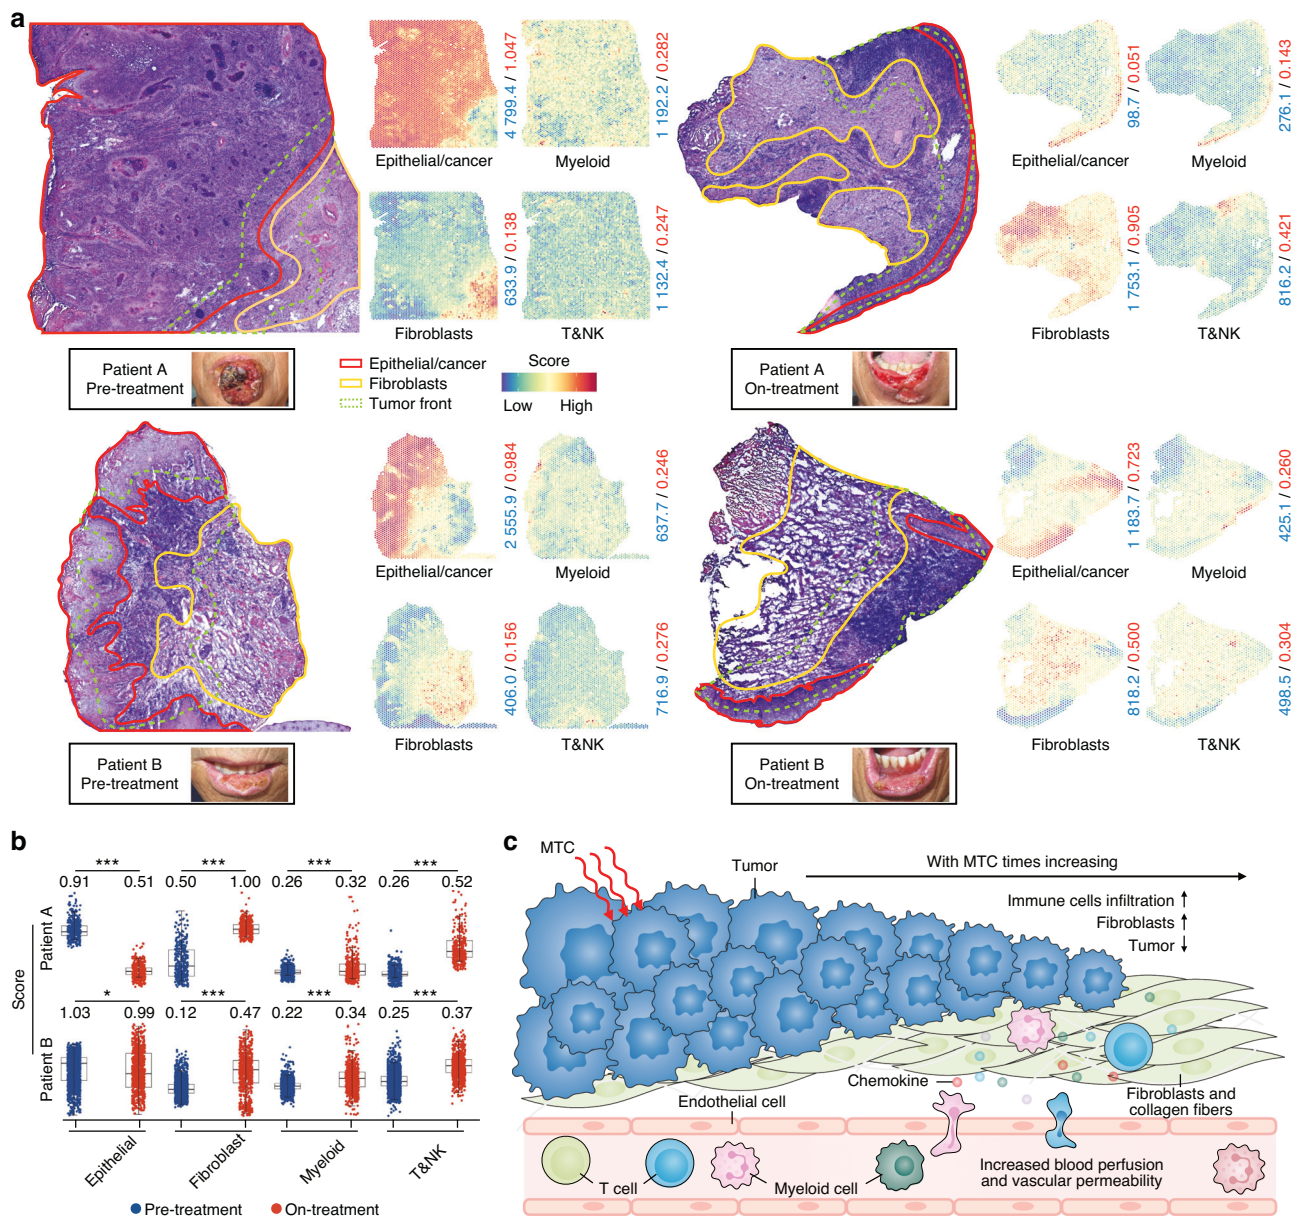 a
4 799.4 / 1.047
1 192.2 / 0.282
98.7 / 0.051
276.1 / 0.143
Epithelial/cancer
Myeloid
Epithelial/cancer
Myeloid
633.9 / 0.138
1 132.4 / 0.247
1 753.1 / 0.905
816.2 / 0.421
Fibroblasts
T&NK
Fibroblasts
T&NK
Patient A
Pre-treatment
Epithelial/cancer
Fibroblasts
Tumor front
Score
Low
High
Patient A
On-treatment
2 555.9 / 0.984
637.7 / 0.246
1 183.7 / 0.723
425.1 / 0.260
Epithelial/cancer
Myeloid
Epithelial/cancer
Myeloid
406.0 / 0.156
716.9 / 0.276
818.2 / 0.500
498.5 / 0.304
Fibroblasts
T&NK
Fibroblasts
T&NK
Patient B
Pre-treatment
Patient B
On-treatment
b
*** *** *** ***
0.91 0.51 0.50 1.00 0.26 0.32 0.26 0.52
Patient A
Score
* *** *** ***
1.03 0.99 0.12 0.47 0.22 0.34 0.25 0.37
Patient B
Epithelial
Fibroblast
Myeloid
T&NK
Pre-treatment
On-treatment
c
MTC
Tumor
With MTC times increasing
Immune cells infiltration ↑
Fibroblasts ↑
Tumor ↓
Chemokine
Fibroblasts and
collagen fibers
Endothelial cell
T cell
Myeloid cell
Increased blood perfusion
and vascular permeability